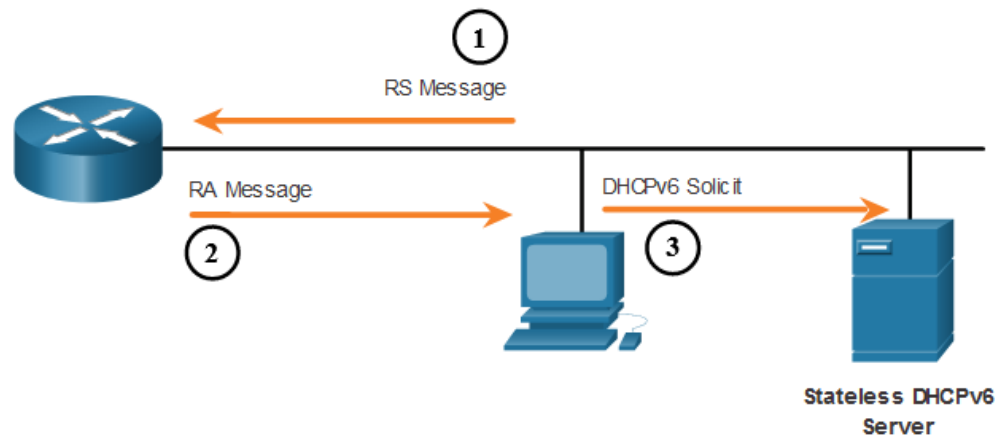 1
RS Message
RA Message
2
DHCPv6 Solicit
3
Stateless DHCPv6
Server